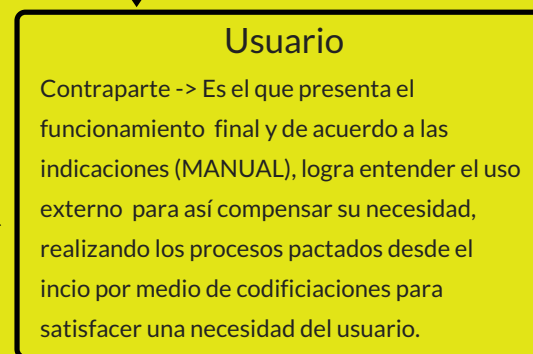 Usuario
Contraparte -> Es el que presenta el
funcionamiento final y de acuerdo a las
indicaciones (MANUAL), logra entender el uso
externo para así compensar su necesidad,
realizando los procesos pactados desde el
incio por medio de codificiaciones para
satisfacer una necesidad del usuario.